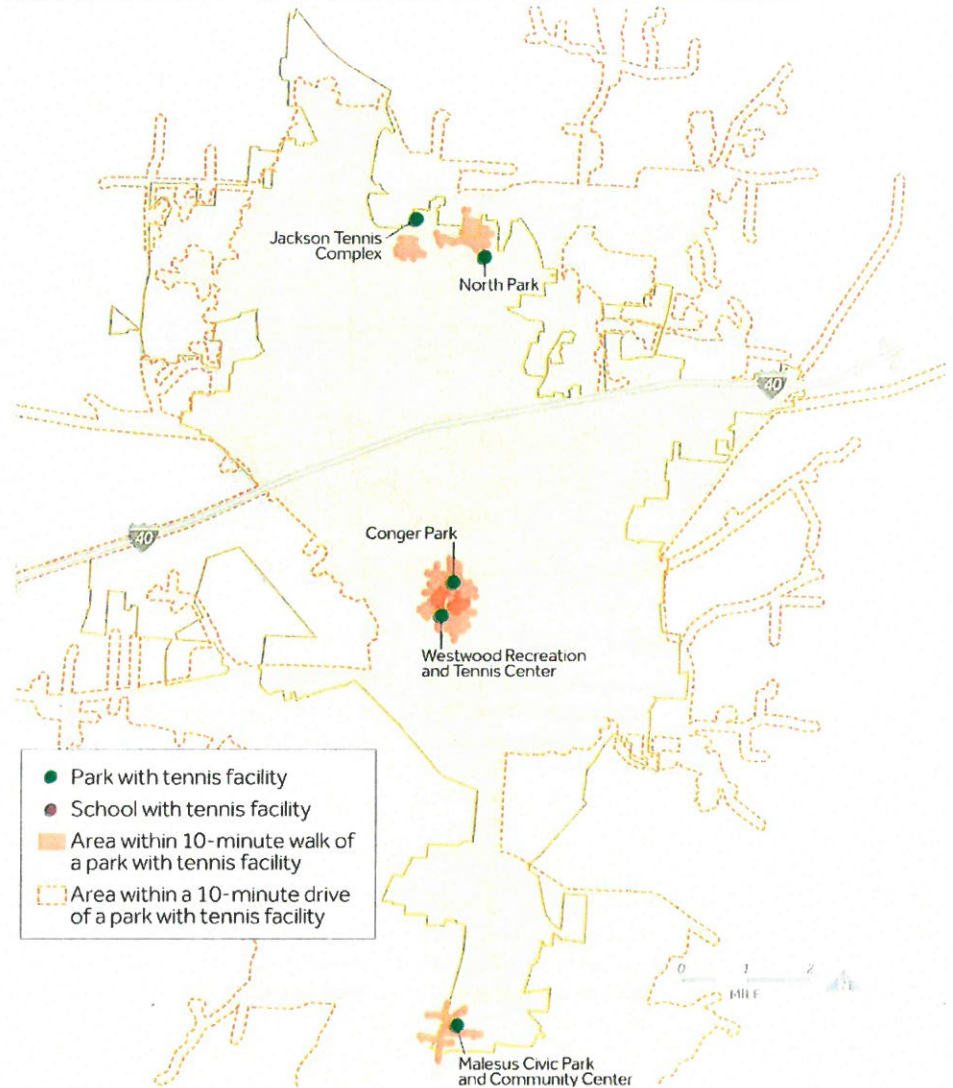 Jackson Tennis
Complex
North Park
40
40
Conger Park
Westwood Recreation
and Tennis Center
Park with tennis facility
School with tennis facility
Area within 10-minute walk of
a park with tennis facility
Area within a 10-minute drive
of a park with tennis facility
0 1 2
MILE
Malesus Civic Park
and Community Center